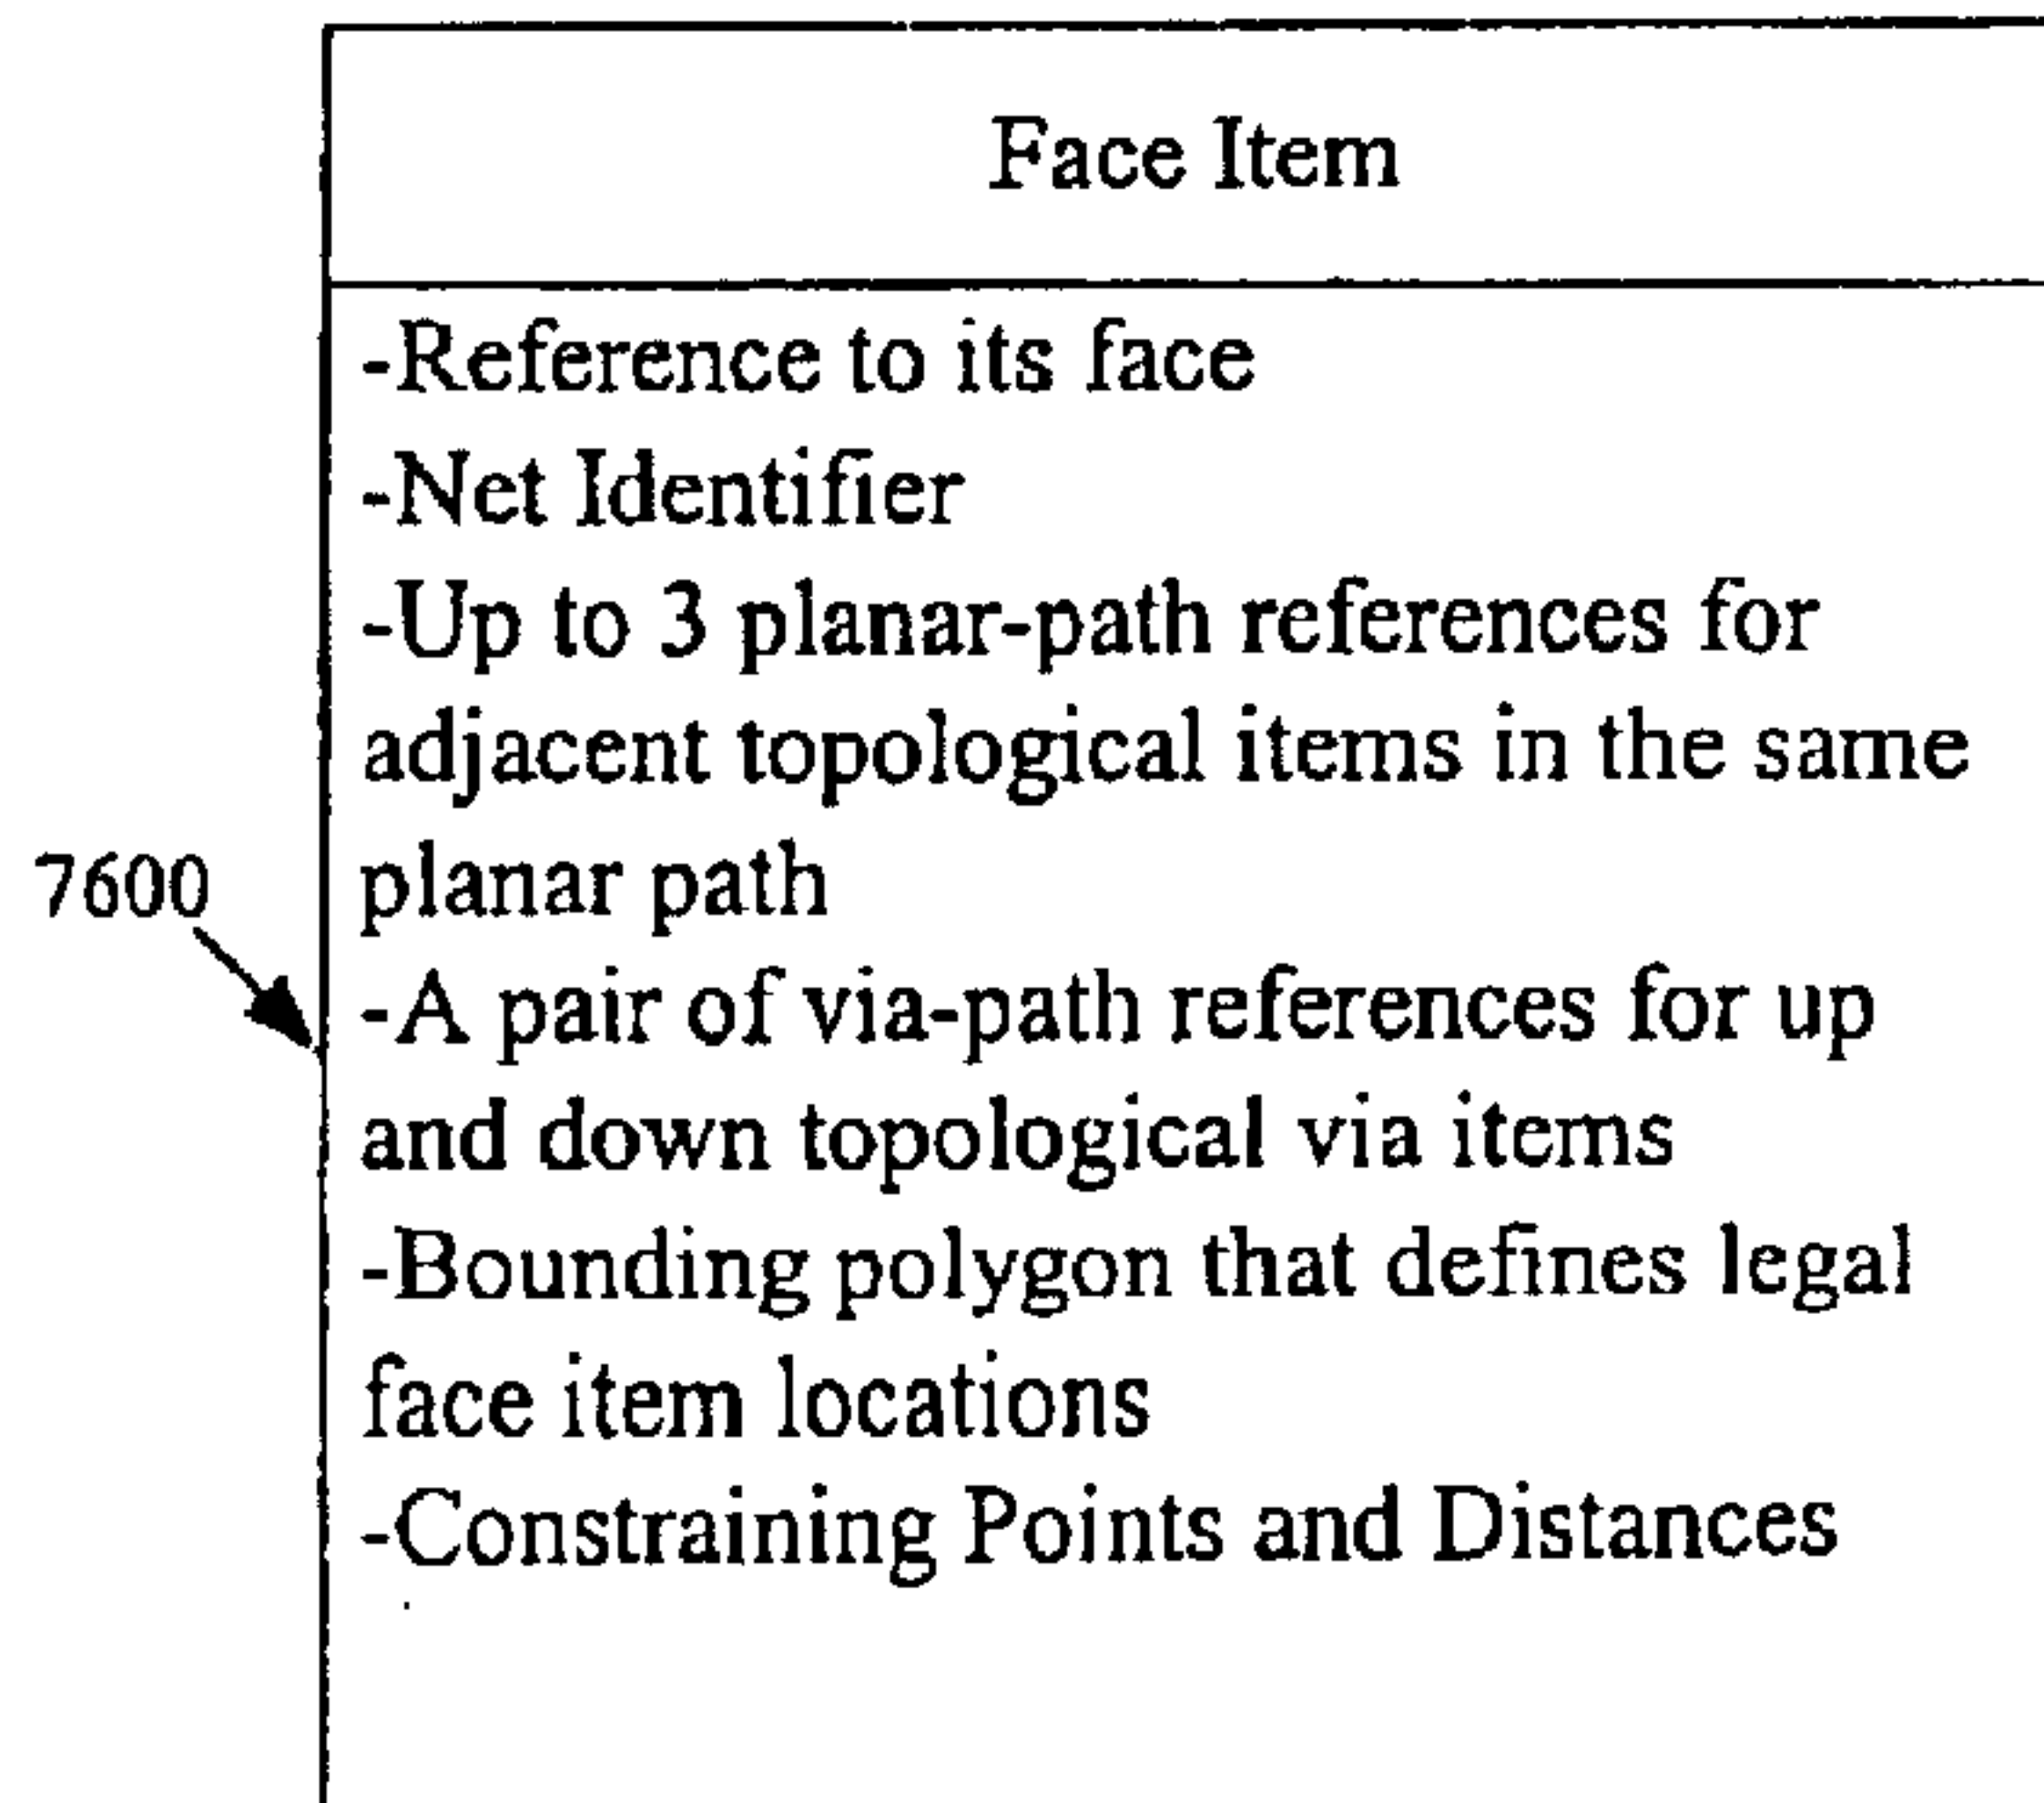 Face Item
-Reference to its face
-Net Identifier
-Up to 3 planar-path references for
adjacent topological items in the same
planar path
7600
-A pair of via-path references for up
and down topological via items
-Bounding polygon that defines legal
face item locations
-Constraining Points and Distances